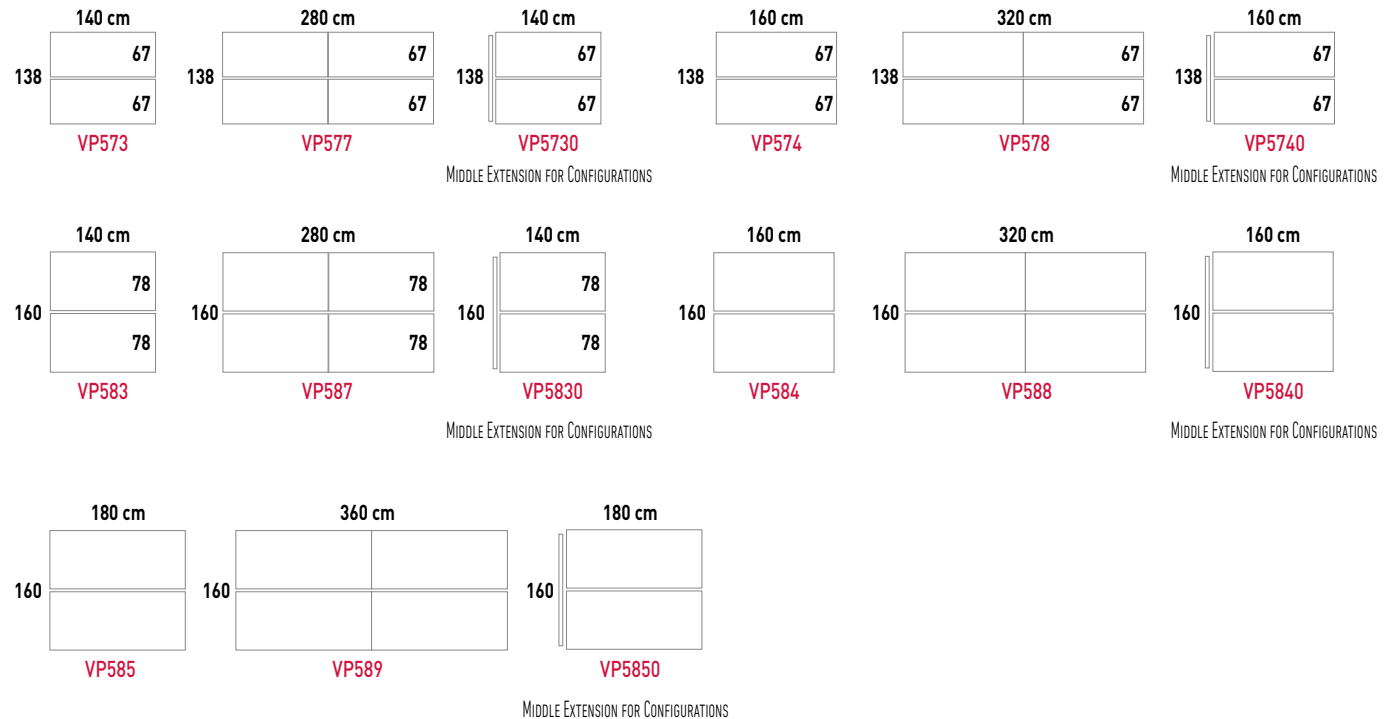 140 cm 280 cm 140 cm 160 cm 320 cm 160 cm
67 67 67 67 67 67
138 138 138 138 138 138
67 67 67 67 67 67
VP573 VP577 VP5730 VP574 VP578 VP5740
Middle Extension for Configurations Middle Extension for Configurations
140 cm 280 cm 140 cm 160 cm 320 cm 160 cm
78 78 78
160 160 160 160 160 160
78 78 78
VP583 VP587 VP5830 VP584 VP588 VP5840
Middle Extension for Configurations Middle Extension for Configurations
180 cm 360 cm 180 cm
160 160 160
VP585 VP589 VP5850
Middle Extension for Configurations